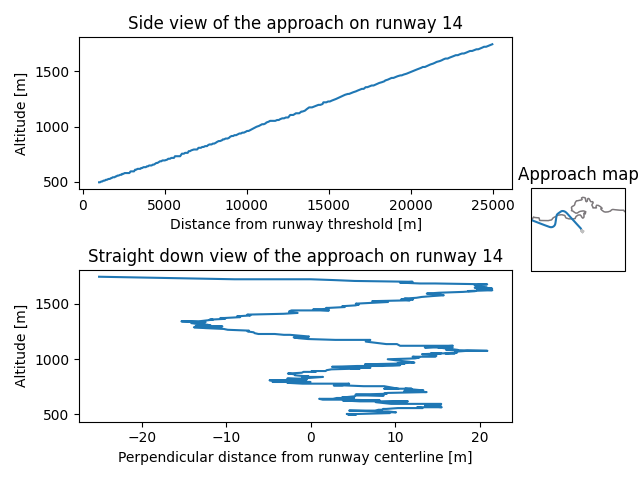 Side view of the approach on runway 14
Altitude [m]
1500
1000
500
0
5000
10000
15000
20000
25000
Distance from runway threshold [m]
Approach map
Straight down view of the approach on runway 14
Altitude [m]
1500
1000
500
−20
−10
0
10
20
Perpendicular distance from runway centerline [m]